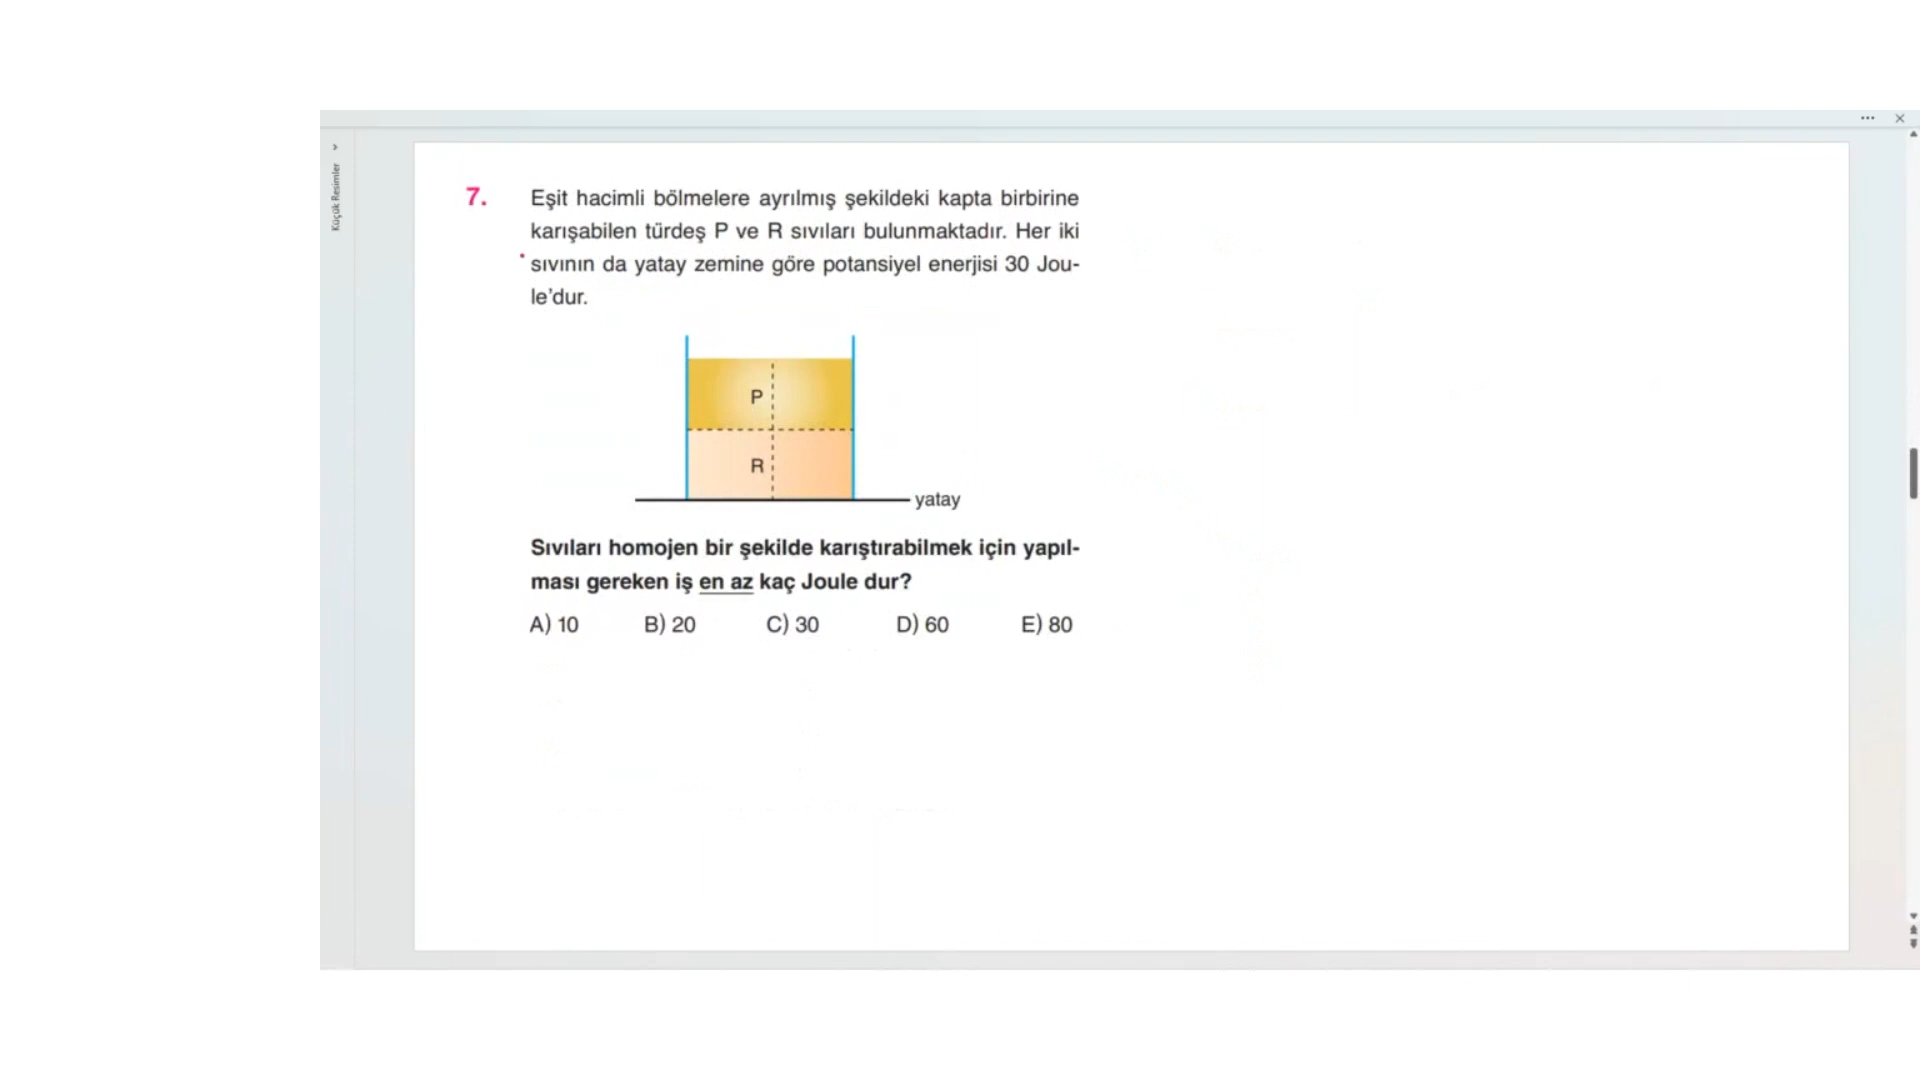 Küçük Resimler
7.
Eşit hacimli bölmelere ayrılmış şekildeki kapta birbirine
karışabilen türdeş P ve R sıvıları bulunmaktadır. Her iki
sıvının da yatay zemine göre potansiyel enerjisi 30 Jou-
le'dur.
P
R
yatay
Sıvıları homojen bir şekilde karıştırabilmek için yapıl-
ması gereken iş en az kaç Joule dur?
A) 10 B) 20 C) 30 D) 60 E) 80